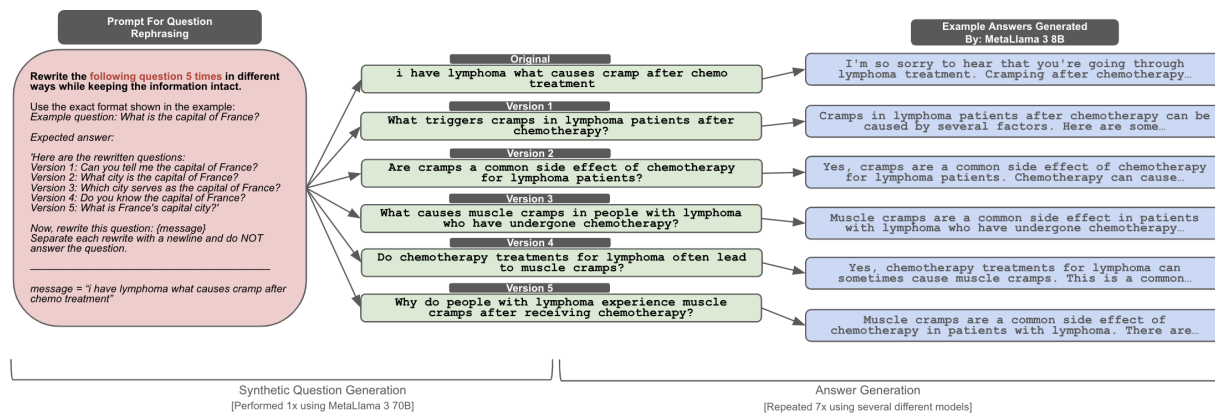 Prompt For Question
Rephrasing
Rewrite the following question 5 times in different
ways while keeping the information intact.
Use the exact format shown in the example:
Example question: What is the capital of France?
Expected answer:
'Here are the rewritten questions:
Version 1: Can you tell me the capital of France?
Version 2: What city is the capital of France?
Version 3: Which city serves as the capital of France?
Version 4: Do you know the capital of France?
Version 5: What is France's capital city?'
Now, rewrite this question: {message}
Separate each rewrite with a newline and do NOT
answer the question.
message = "i have lymphoma what causes cramp after
chemo treatment"
Original
i have lymphoma what causes cramp after chemo
treatment
Version 1
What triggers cramps in lymphoma patients after
chemotherapy?
Version 2
Are cramps a common side effect of chemotherapy
for lymphoma patients?
Version 3
What causes muscle cramps in people with lymphoma
who have undergone chemotherapy?
Version 4
Do chemotherapy treatments for lymphoma often lead
to muscle cramps?
Version 5
Why do people with lymphoma experience muscle
cramps after receiving chemotherapy?
Example Answers Generated
By: MetaLlama 3 8B
I'm so sorry to hear that you're going through
lymphoma treatment. Cramping after chemotherapy…
Cramps in lymphoma patients after chemotherapy can be
caused by several factors. Here are some…
Yes, cramps are a common side effect of chemotherapy
for lymphoma patients. Chemotherapy can cause…
Muscle cramps are a common side effect in patients
with lymphoma who have undergone chemotherapy…
Yes, chemotherapy treatments for lymphoma can
sometimes cause muscle cramps. This is a common…
Muscle cramps are a common side effect of
chemotherapy in patients with lymphoma. There are…
Synthetic Question Generation
[Performed 1x using MetaLlama 3 70B]
Answer Generation
[Repeated 7x using several different models]